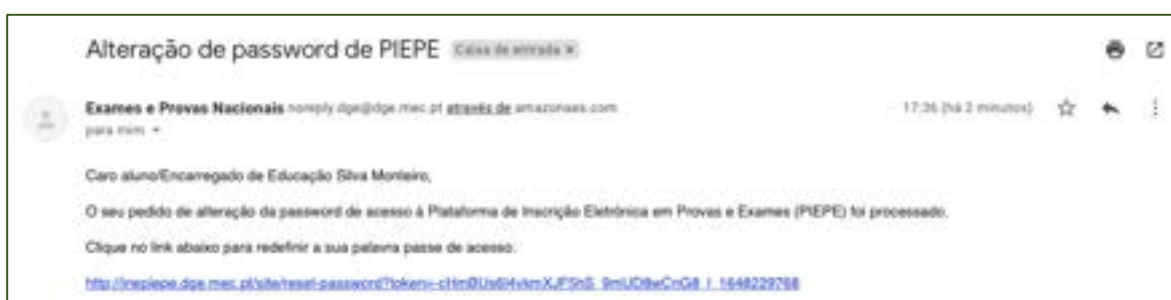 Alteração de password de PIEPE Caixa de entrada ×
Exames e Provas Nacionais noreply.dge@dge.mec.pt através de amazonses.com 17:36 (há 2 minutos)
para mim
Caro aluno/Encarregado de Educação Silva Monteiro,
O seu pedido de alteração da password de acesso à Plataforma de Inscrição Eletrónica em Provas e Exames (PIEPE) foi processado.
Clique no link abaixo para redefinir a sua palavra passe de acesso.